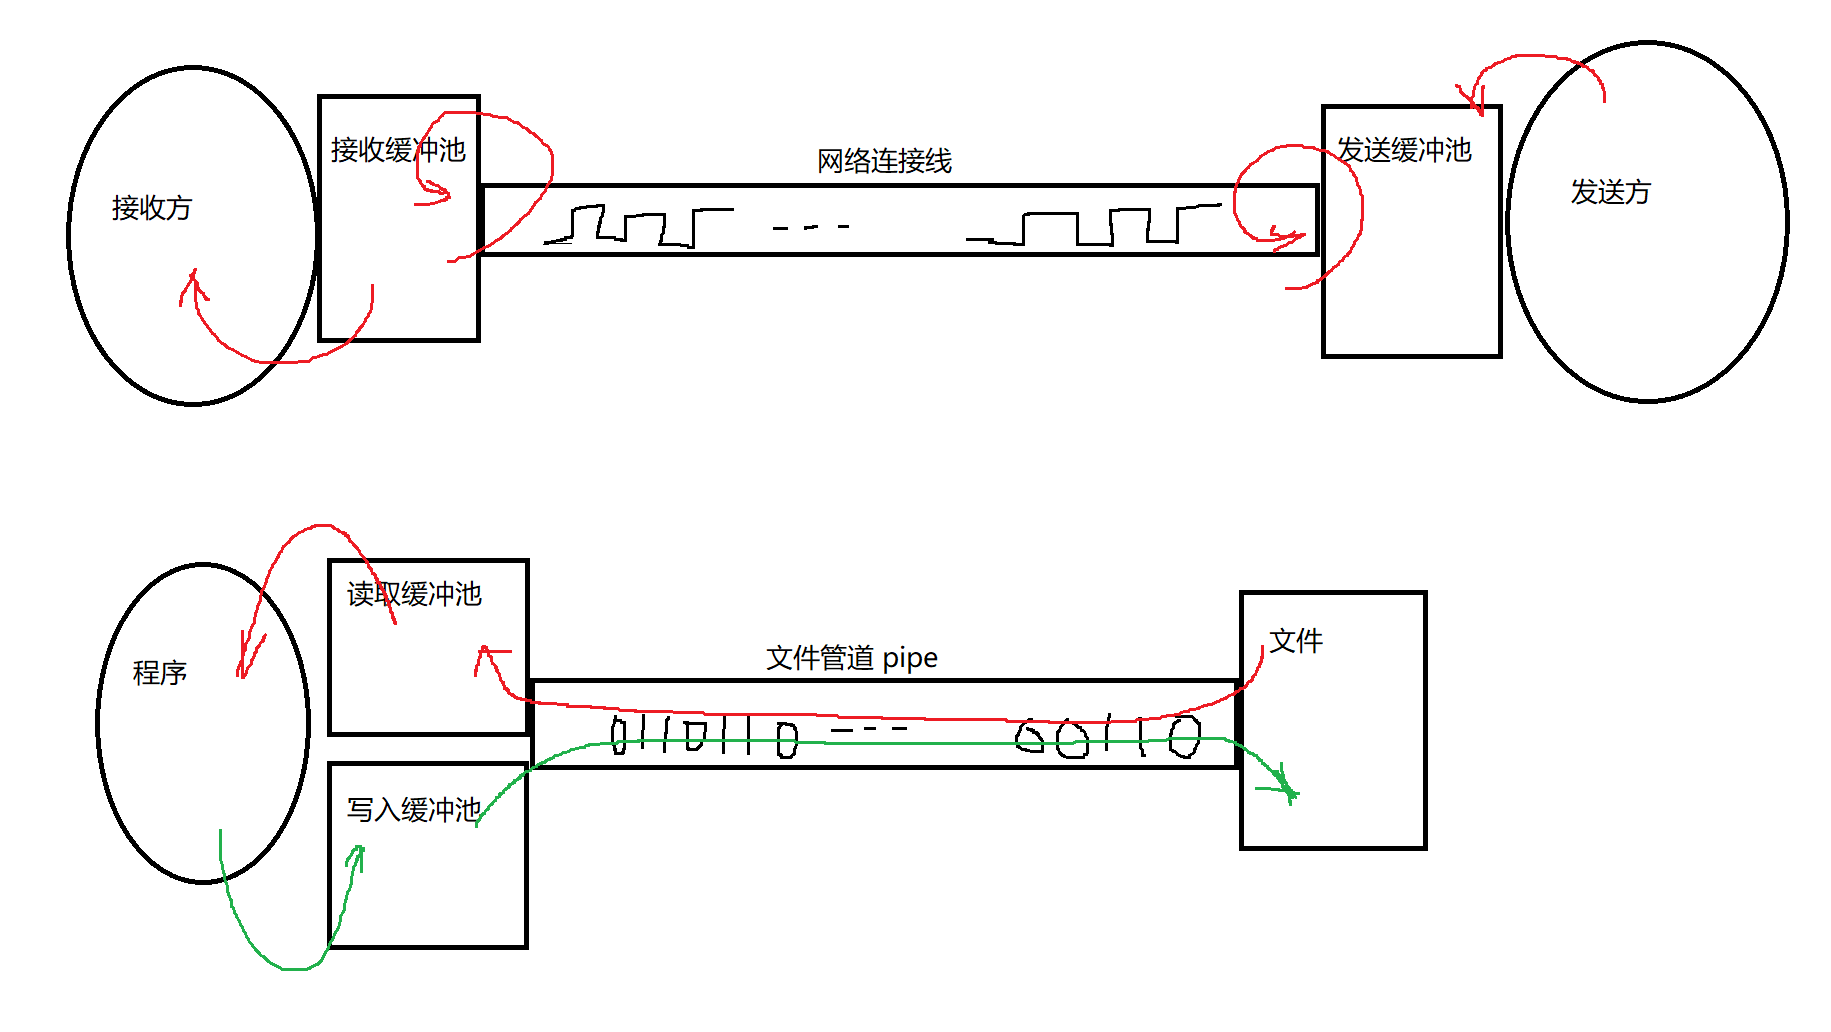 接收方
接收缓冲池
网络连接线
发送缓冲池
发送方
程序
读取缓冲池
写入缓冲池
文件管道 pipe
文件